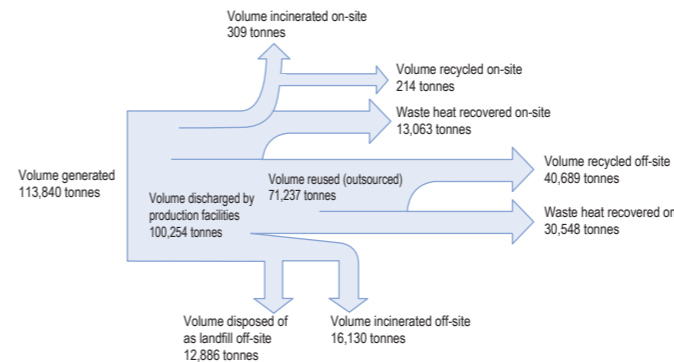 Volume incinerated on-site
309 tonnes
Volume recycled on-site
214 tonnes
Waste heat recovered on-site
13,063 tonnes
Volume generated
113,840 tonnes
Volume discharged by
production facilities
100,254 tonnes
Volume reused (outsourced)
71,237 tonnes
Volume recycled off-site
40,689 tonnes
Waste heat recovered
30,548 tonnes
Volume disposed of
as landfill off-site
12,886 tonnes
Volume incinerated off-site
16,130 tonnes